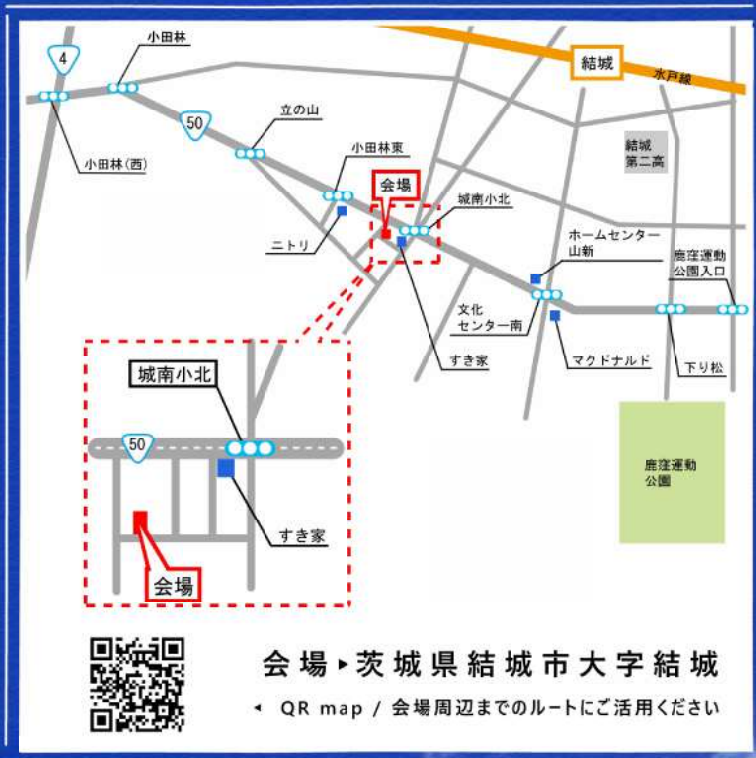 小田林
4
結城
水戸線
50
立の山
小田林(西)
小田林東
結城
第二高
会場
城南小北
ニトリ
ホームセンター
山新
鹿窪運動
公園入口
文化
センター南
すき家
マクドナルド
下り松
城南小北
50
鹿窪運動
公園
すき家
会場
会場▶茨城県結城市大字結城
◀ QR map / 会場周辺までのルートにご活用ください